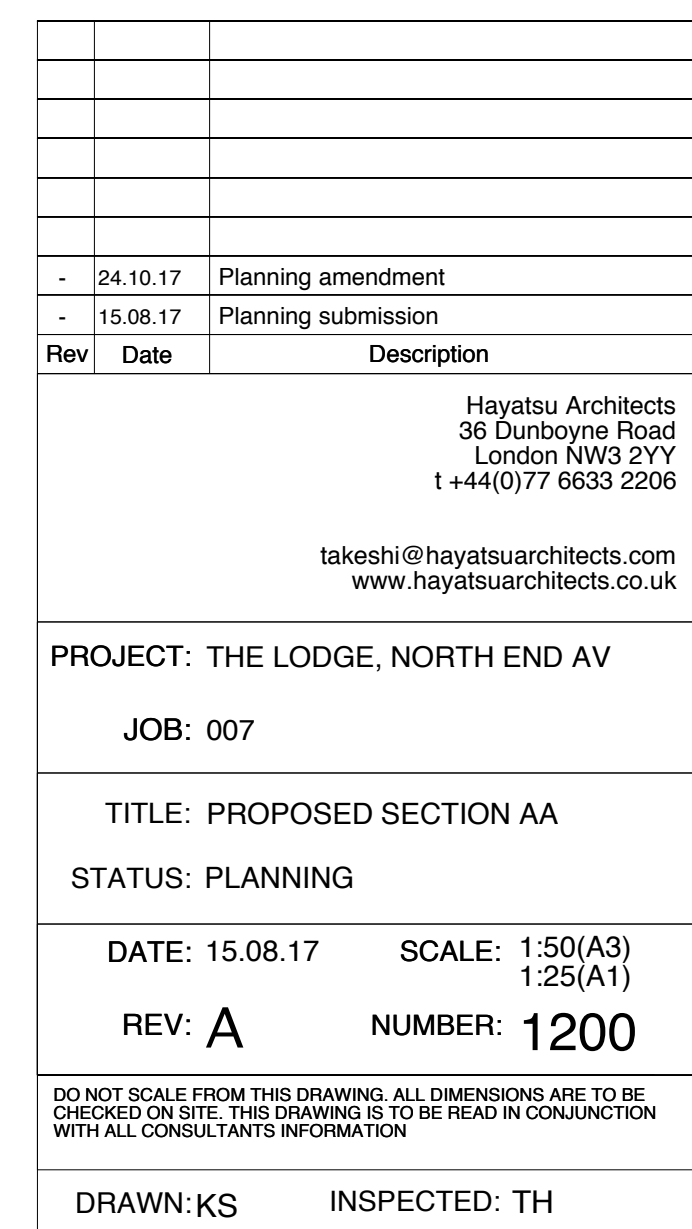 - 24.10.17 Planning amendment
- 15.08.17 Planning submission
Rev Date Description
Hayatsu Architects
36 Dunboyne Road
London NW3 2YY
t +44(0)77 6633 2206
takeshi@hayatsuarchitects.com
www.hayatsuarchitects.co.uk
PROJECT: THE LODGE, NORTH END AV
JOB: 007
TITLE: PROPOSED SECTION AA
STATUS: PLANNING
DATE: 15.08.17 SCALE: 1:50(A3)
1:25(A1)
REV: A NUMBER: 1200
DO NOT SCALE FROM THIS DRAWING. ALL DIMENSIONS ARE TO BE
CHECKED ON SITE. THIS DRAWING IS TO BE READ IN CONJUNCTION
WITH ALL CONSULTANTS INFORMATION
DRAWN: KS INSPECTED: TH